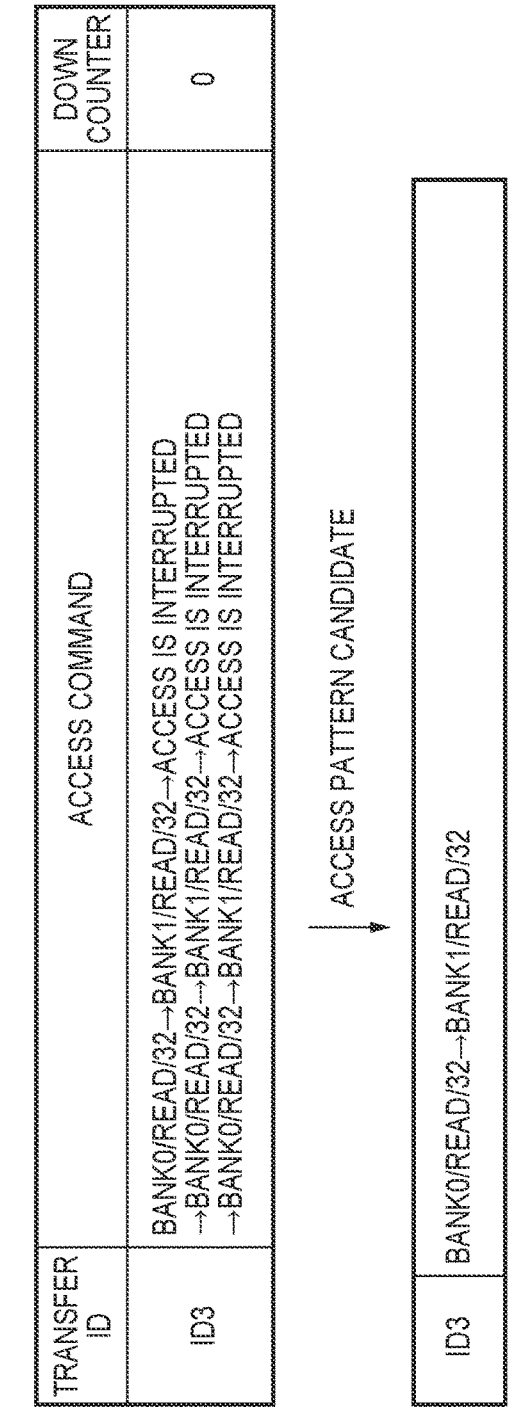 TRANSFER
ID
ACCESS COMMAND
DOWN
COUNTER
ID3
BANK0/READ/32→BANK1/READ/32→ACCESS IS INTERRUPTED
→BANK0/READ/32→BANK1/READ/32→ACCESS IS INTERRUPTED
→BANK0/READ/32→BANK1/READ/32→ACCESS IS INTERRUPTED
0
ACCESS PATTERN CANDIDATE
ID3
BANK0/READ/32→BANK1/READ/32